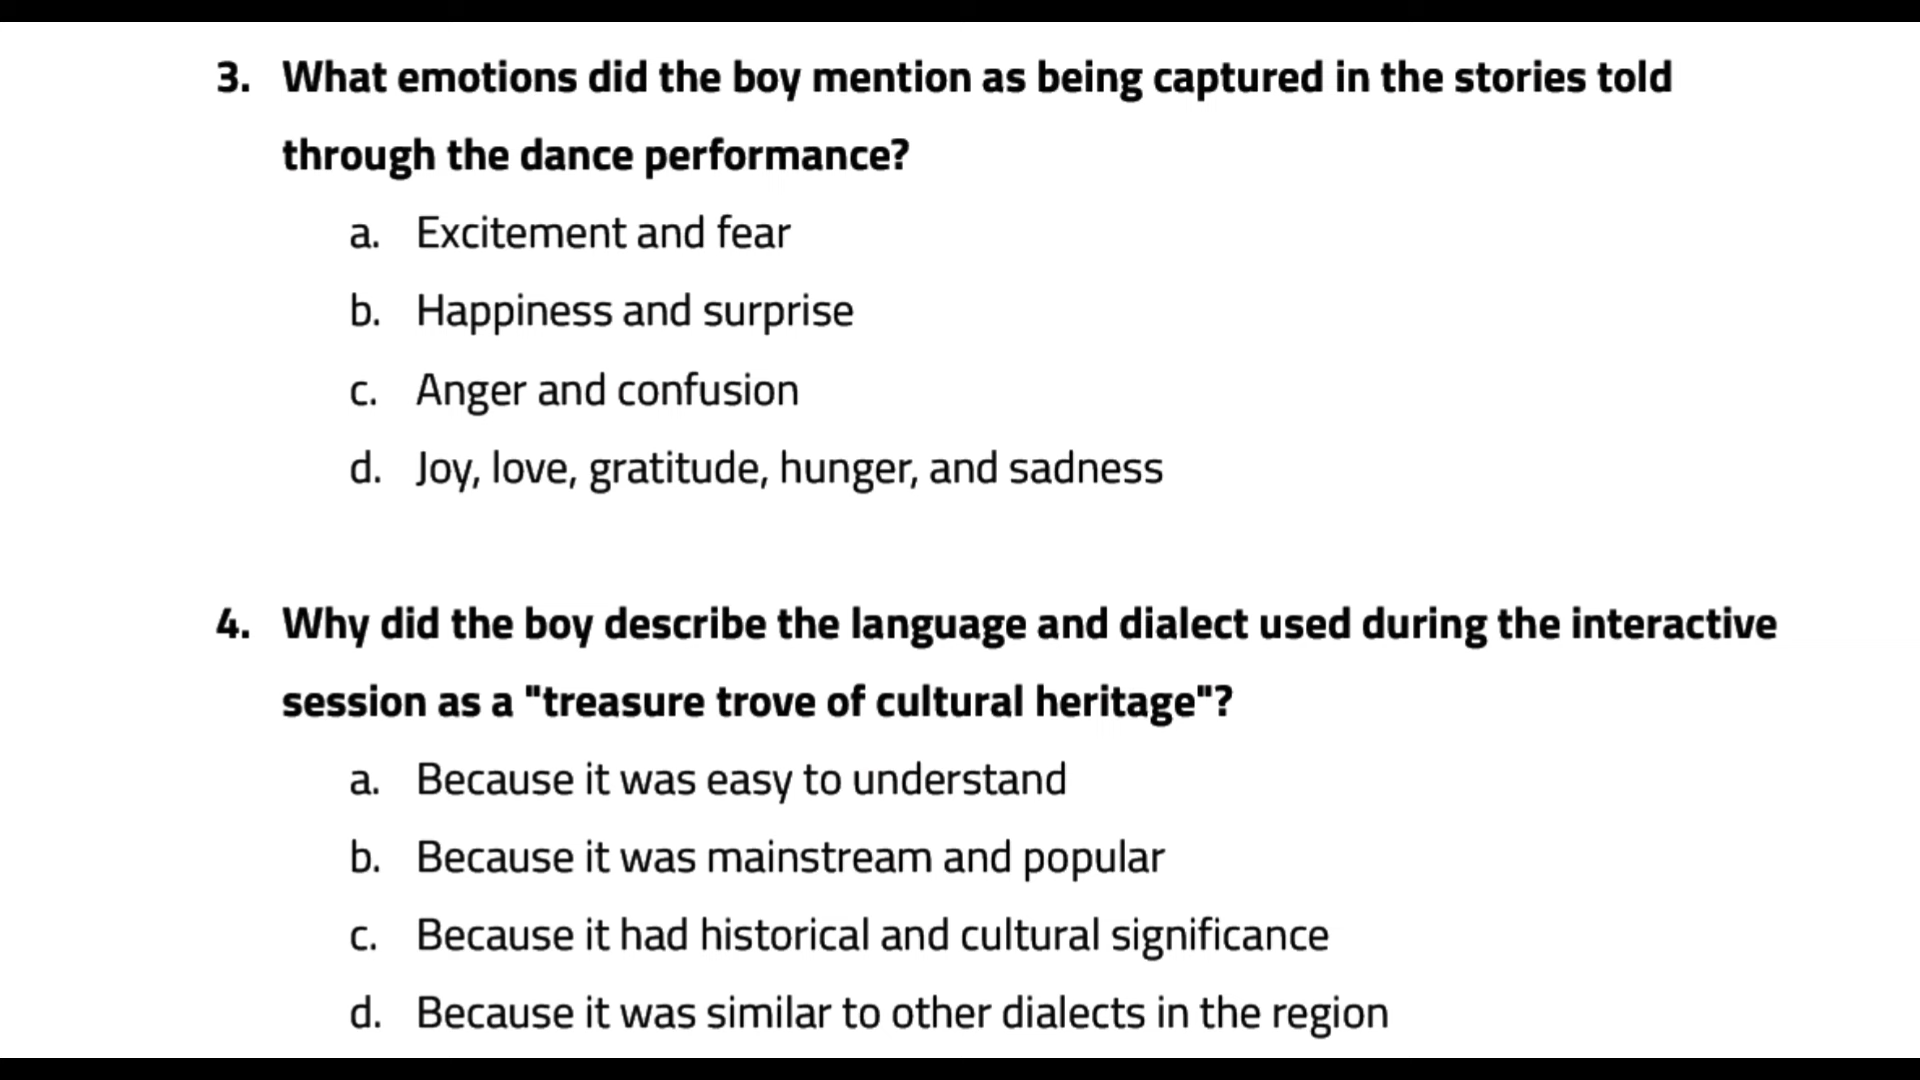 3. What emotions did the boy mention as being captured in the stories told
through the dance performance?
a. Excitement and fear
b. Happiness and surprise
c. Anger and confusion
d. Joy, love, gratitude, hunger, and sadness
4. Why did the boy describe the language and dialect used during the interactive
session as a "treasure trove of cultural heritage"?
a. Because it was easy to understand
b. Because it was mainstream and popular
c. Because it had historical and cultural significance
d. Because it was similar to other dialects in the region